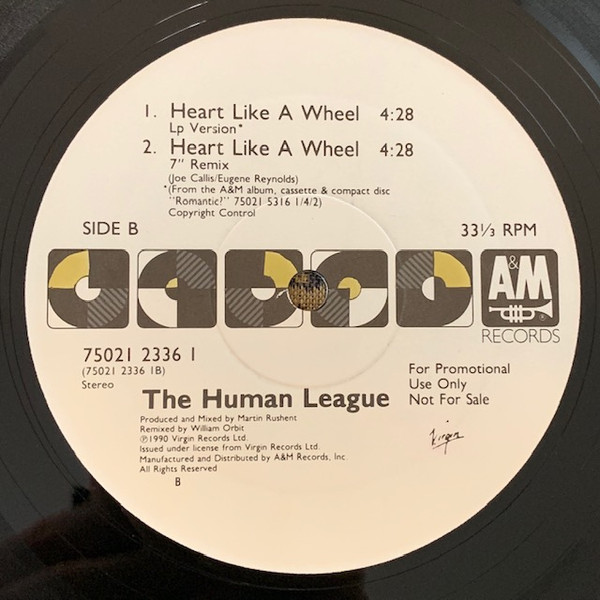 1. Heart Like A Wheel 4:28
Lp Version*
2. Heart Like A Wheel 4:28
7" Remix
(Joe Callis/Eugene Reynolds)
*(From the A&M album, cassette & compact disc
"Romantic?" 75021 5316 1/4/2)
Copyright Control
SIDE B
33⅓ RPM
&
AM
RECORDS
75021 2336 1
(75021 2336 1B)
Stereo
The Human League
For Promotional
Use Only
Not For Sale
Produced and Mixed by Martin Rushent
Remixed by William Orbit
℗1990 Virgin Records Ltd.
Issued under license from Virgin Records Ltd.
Manufactured and Distributed by A&M Records, Inc.
All Rights Reserved
B
Virgin